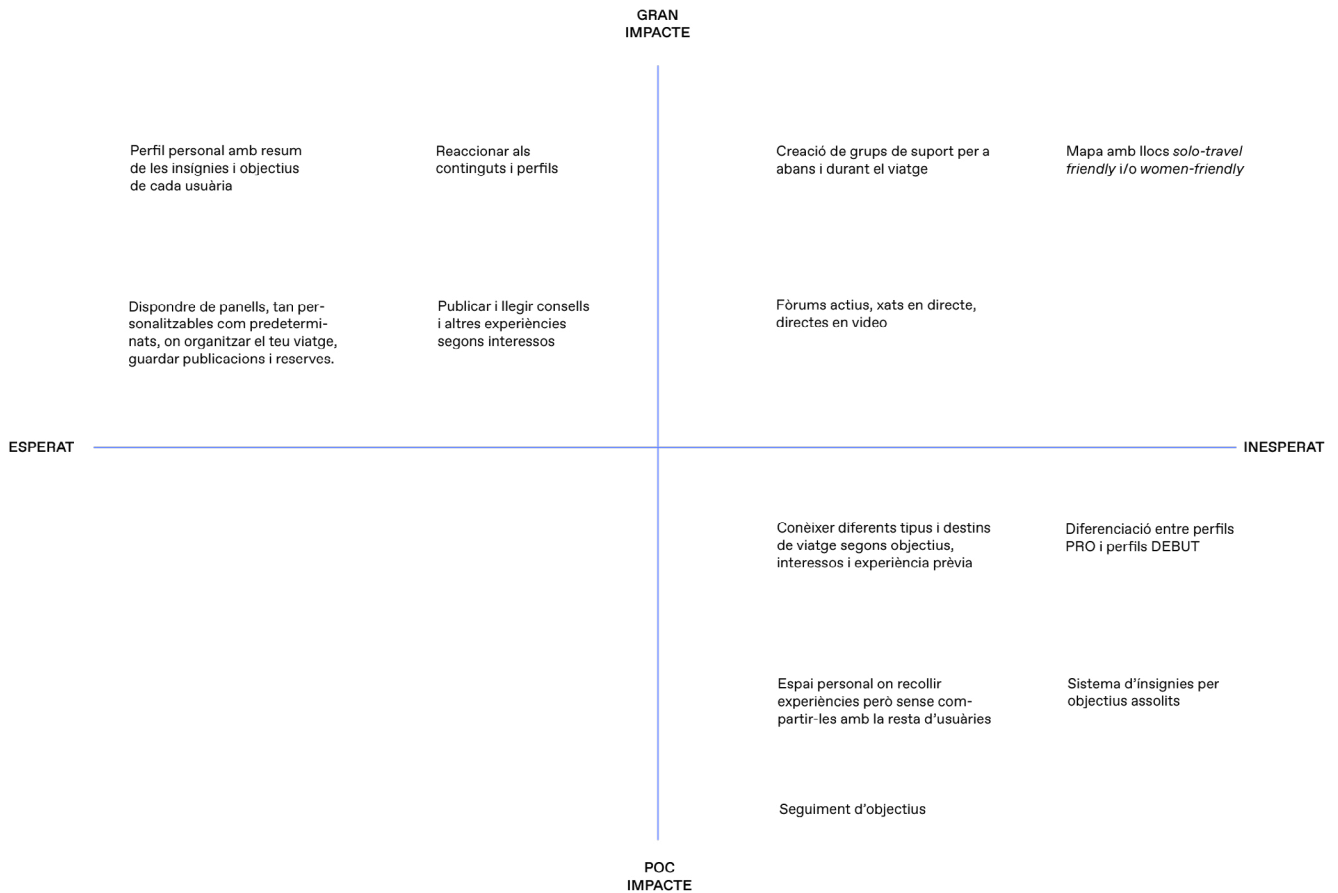 GRAN
IMPACTE
Perfil personal amb resum
de les insígnies i objectius
de cada usuària
Reaccionar als
continguts i perfils
Creació de grups de suport per a
abans i durant el viatge
Mapa amb llocs solo-travel
friendly i/o women-friendly
Dispondre de panells, tan per-
sonalitzables com predetermi-
nats, on organitzar el teu viatge,
guardar publicacions i reserves.
Publicar i llegir consells
i altres experiències
segons interessos
Fòrums actius, xats en directe,
directes en video
ESPERAT
INESPERAT
Conèixer diferents tipus i destins
de viatge segons objectius,
interessos i experiència prèvia
Diferenciació entre perfils
PRO i perfils DEBUT
Espai personal on recollir
experiències però sense com-
partir-les amb la resta d’usuàries
Sistema d’ínsignies per
objectius assolits
Seguiment d’objectius
POC
IMPACTE